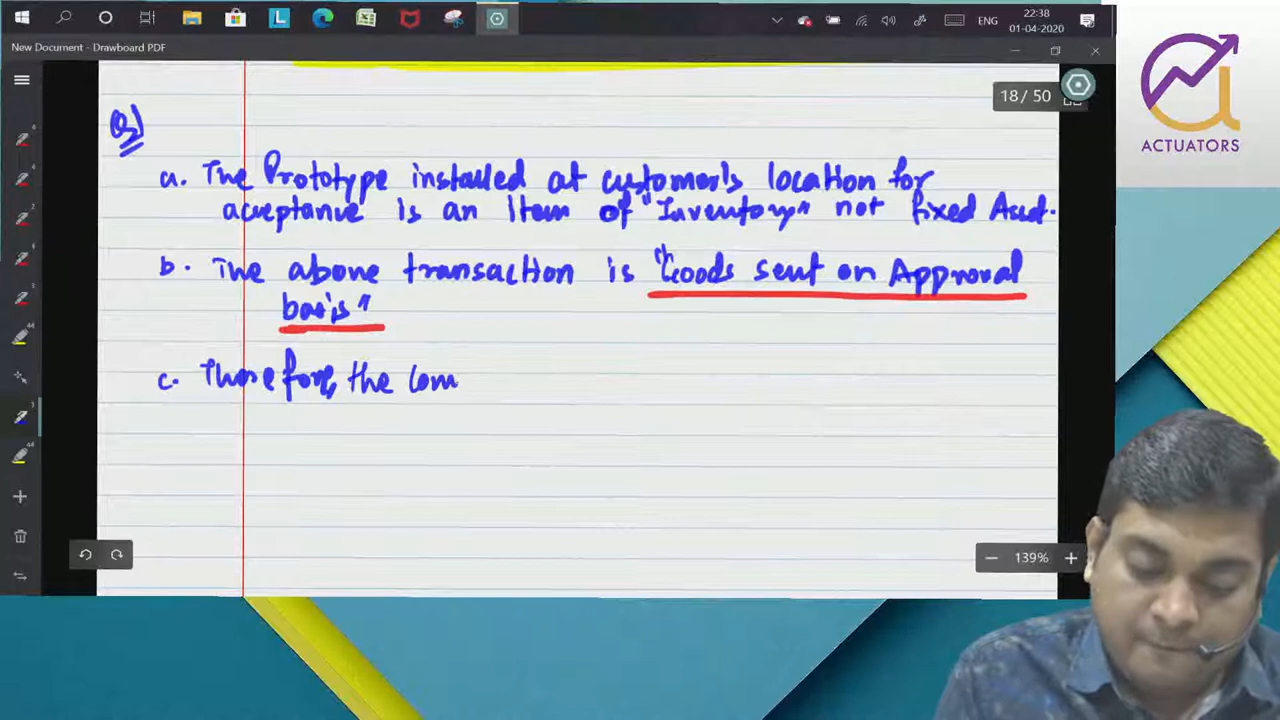 22:38
ENG
01-04-2020
New Document - Drawboard PDF
18 / 50
ACTUATORS
Q3)
a. The Prototype installed at customer's location for
acceptance is an item of "Inventory" not fixed Asset.
b. The above transaction is "Goods sent on Approval
basis"
c. Therefore, the Com
139%